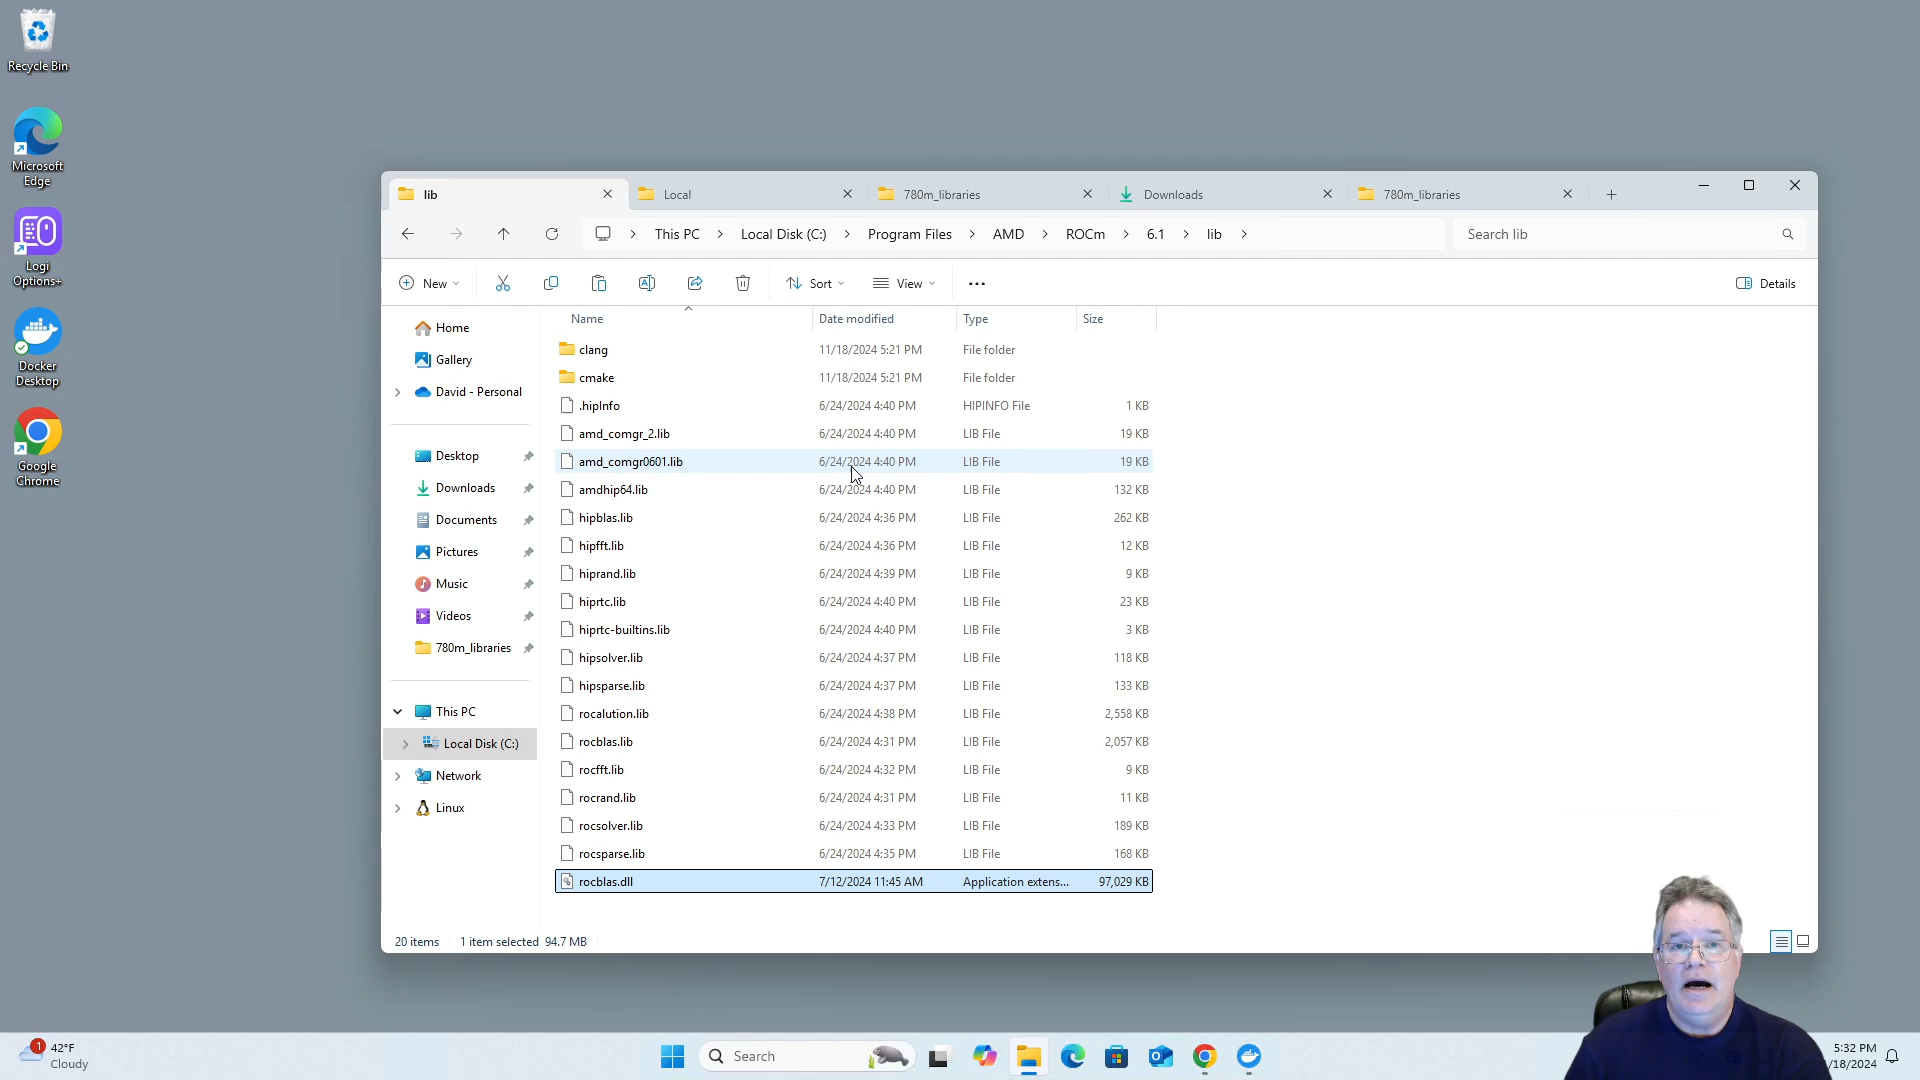 Recycle Bin
Microsoft
Edge
Logi
Options+
Docker
Desktop
Google
Chrome
lib
Local
780m_libraries
Downloads
780m_libraries
This PC
Local Disk (C:)
Program Files
AMD
ROCm
6.1
lib
Search lib
New
Sort
View
Details
Home
Gallery
David - Personal
Desktop
Downloads
Documents
Pictures
Music
Videos
780m_libraries
This PC
Local Disk (C:)
Network
Linux
Name Date modified Type Size
clang 11/18/2024 5:21 PM File folder
cmake 11/18/2024 5:21 PM File folder
.hipInfo 6/24/2024 4:40 PM HIPINFO File 1 KB
amd_comgr_2.lib 6/24/2024 4:40 PM LIB File 19 KB
amd_comgr0601.lib 6/24/2024 4:40 PM LIB File 19 KB
amdhip64.lib 6/24/2024 4:40 PM LIB File 132 KB
hipblas.lib 6/24/2024 4:36 PM LIB File 262 KB
hipfft.lib 6/24/2024 4:36 PM LIB File 12 KB
hiprand.lib 6/24/2024 4:39 PM LIB File 9 KB
hiprtc.lib 6/24/2024 4:40 PM LIB File 23 KB
hiprtc-builtins.lib 6/24/2024 4:40 PM LIB File 3 KB
hipsolver.lib 6/24/2024 4:37 PM LIB File 118 KB
hipsparse.lib 6/24/2024 4:37 PM LIB File 133 KB
rocalution.lib 6/24/2024 4:38 PM LIB File 2,558 KB
rocblas.lib 6/24/2024 4:31 PM LIB File 2,057 KB
rocfft.lib 6/24/2024 4:32 PM LIB File 9 KB
rocrand.lib 6/24/2024 4:31 PM LIB File 11 KB
rocsolver.lib 6/24/2024 4:33 PM LIB File 189 KB
rocsparse.lib 6/24/2024 4:35 PM LIB File 168 KB
rocblas.dll 7/12/2024 11:45 AM Application extens... 97,029 KB
20 items 1 item selected 94.7 MB
1
42°F
Cloudy
Search
5:32 PM
/18/2024